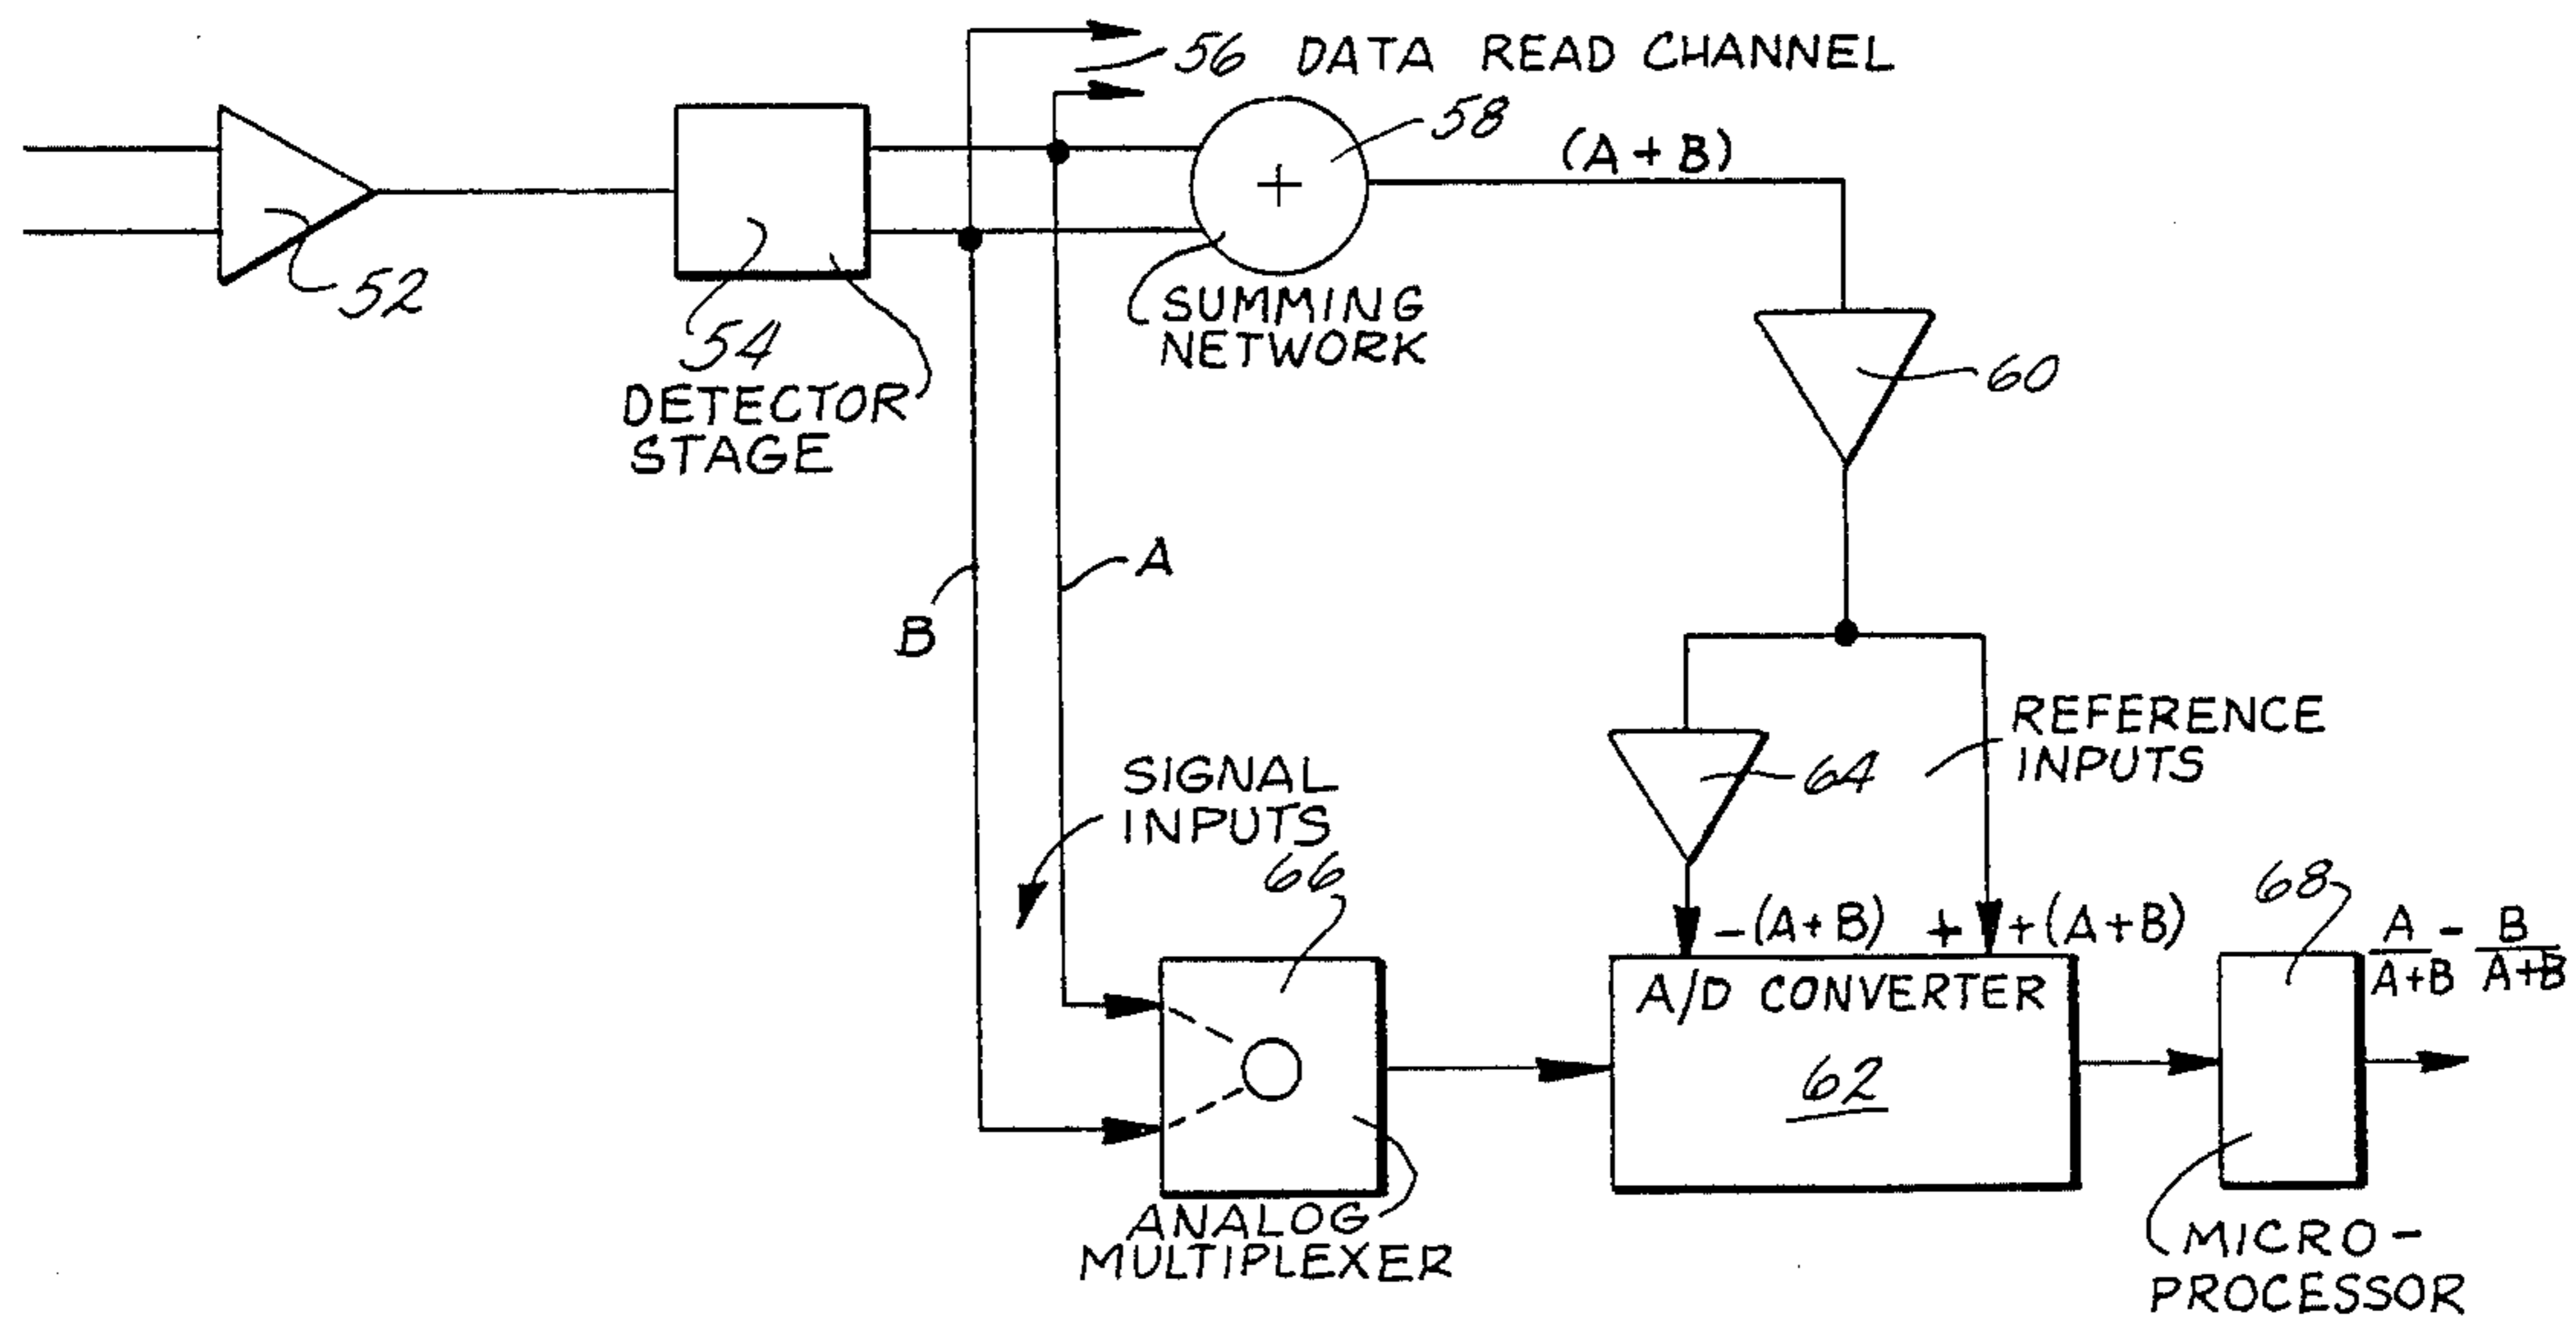 56 DATA READ CHANNEL
58
(A + B)
+
52
SUMMING
NETWORK
54
DETECTOR
STAGE
60
A
B
REFERENCE
INPUTS
64
SIGNAL
INPUTS
66
-(A+B) + +(A+B)
68
A/A+B - B/A+B
A/D CONVERTER
62
ANALOG
MULTIPLEXER
MICRO-
PROCESSOR